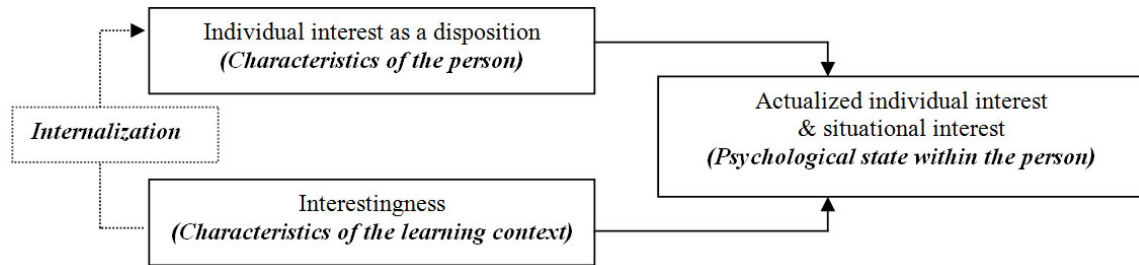 Individual interest as a disposition
(Characteristics of the person)
Actualized individual interest
& situational interest
(Psychological state within the person)
Internalization
Interestingness
(Characteristics of the learning context)